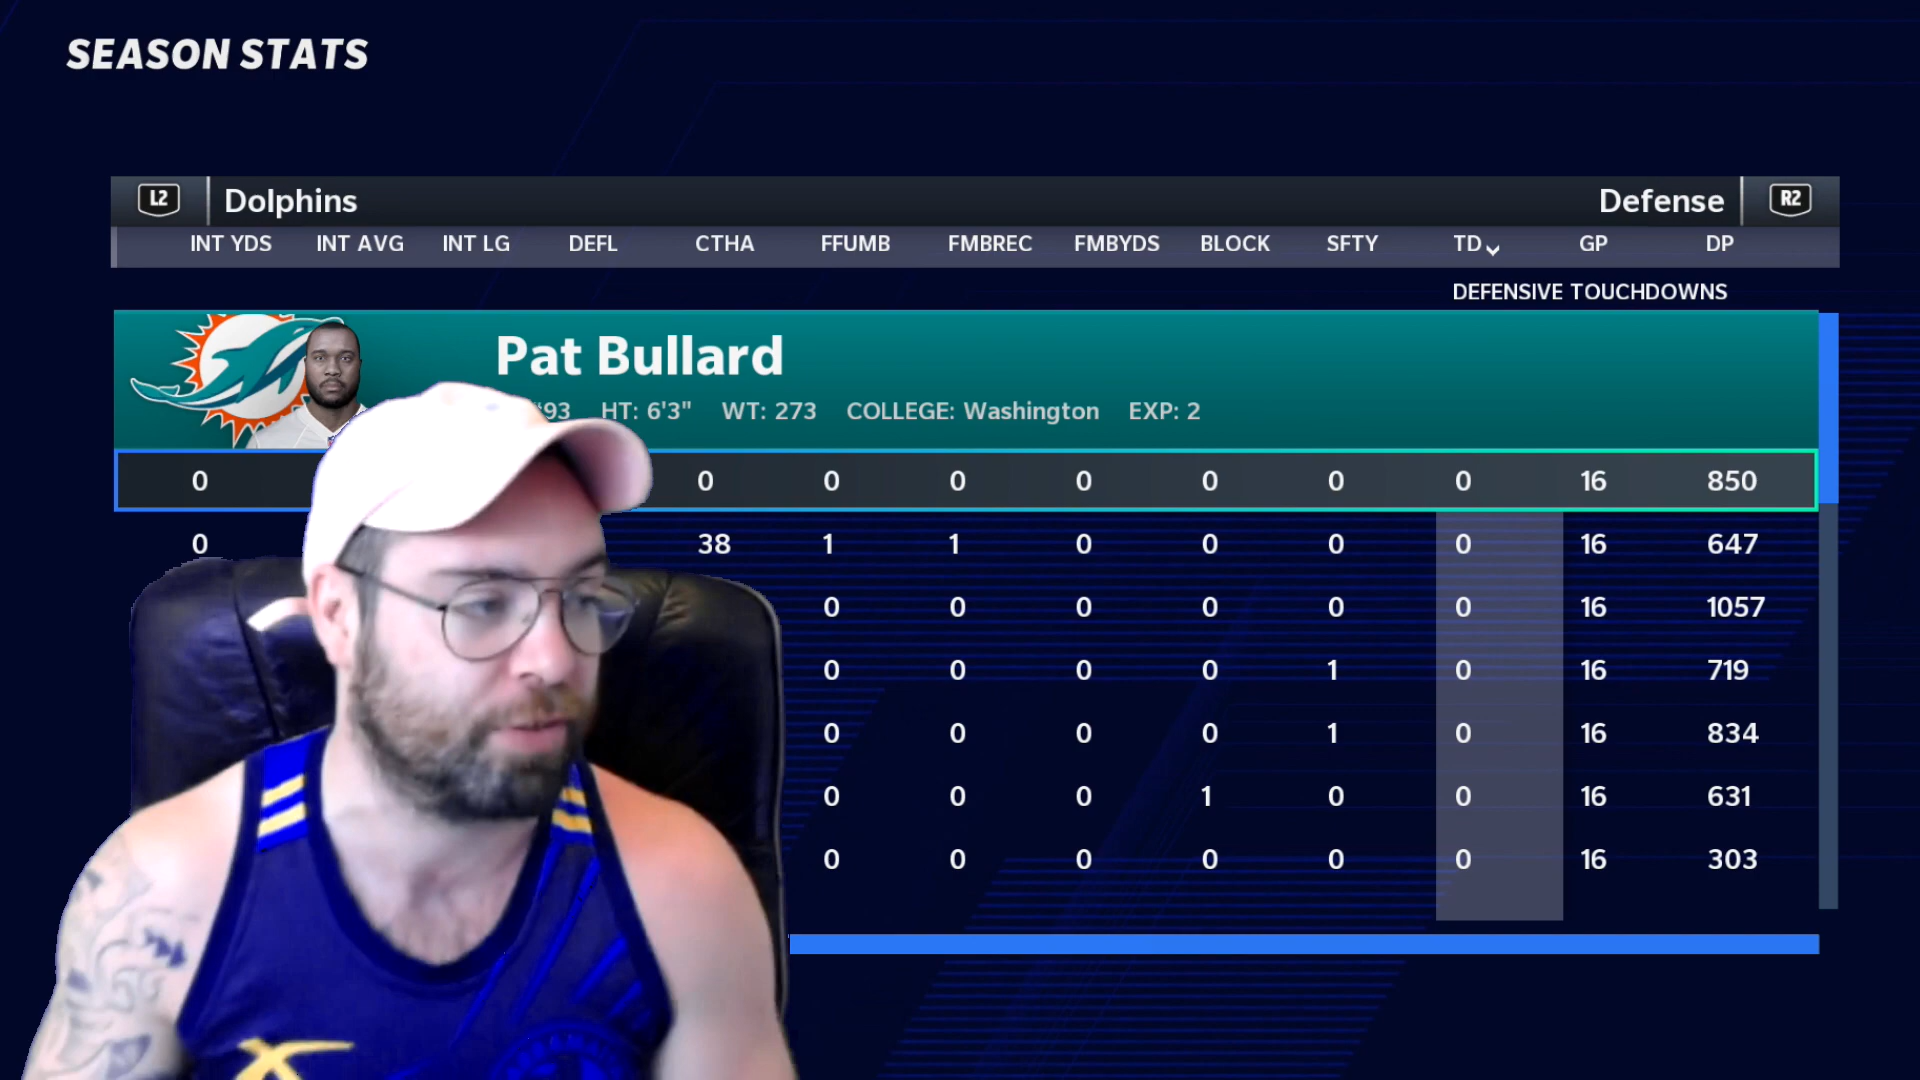 SEASON STATS
L2 Dolphins Defense R2
INT YDS INT AVG INT LG DEFL CTHA FFUMB FMBREC FMBYDS BLOCK SFTY TD GP DP
DEFENSIVE TOUCHDOWNS
Pat Bullard
93 HT: 6'3" WT: 273 COLLEGE: Washington EXP: 2
0 0 0 0 0 0 0 0 16 850
0 38 1 1 0 0 0 0 16 647
0 0 0 0 0 0 16 1057
0 0 0 0 1 0 16 719
0 0 0 0 1 0 16 834
0 0 0 1 0 0 16 631
0 0 0 0 0 0 16 303